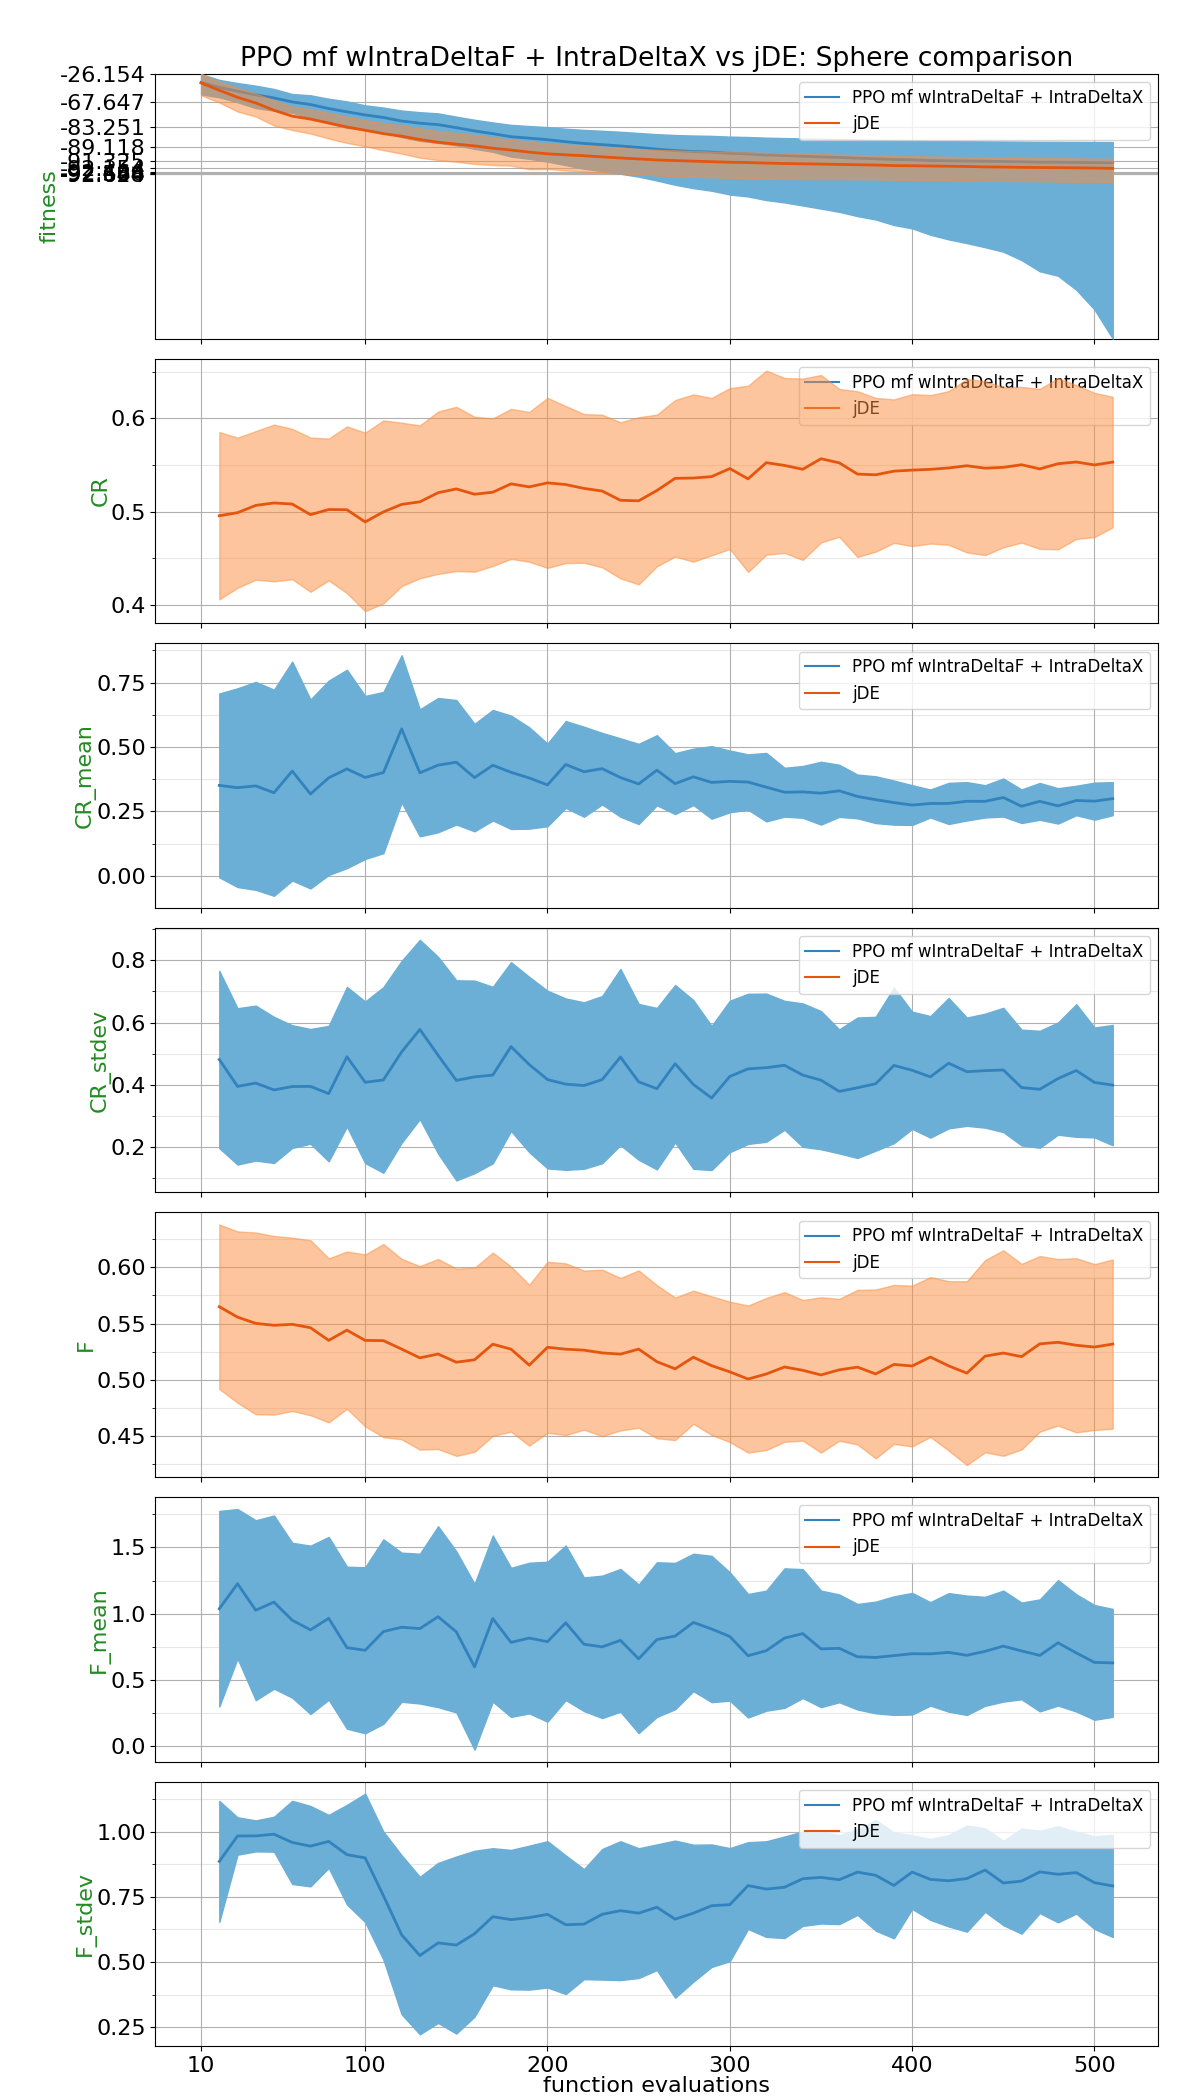 PPO mf wIntraDeltaF + IntraDeltaX vs jDE: Sphere comparison
-26.154
-67.647
-83.251
-89.118
fitness
PPO mf wIntraDeltaF + IntraDeltaX
jDE
0.6
0.5
0.4
CR
PPO mf wIntraDeltaF + IntraDeltaX
jDE
0.75
0.50
0.25
0.00
CR_mean
PPO mf wIntraDeltaF + IntraDeltaX
jDE
0.8
0.6
0.4
0.2
CR_stdev
PPO mf wIntraDeltaF + IntraDeltaX
jDE
0.60
0.55
0.50
0.45
F
PPO mf wIntraDeltaF + IntraDeltaX
jDE
1.5
1.0
0.5
0.0
F_mean
PPO mf wIntraDeltaF + IntraDeltaX
jDE
1.00
0.75
0.50
0.25
F_stdev
PPO mf wIntraDeltaF + IntraDeltaX
jDE
10 100 200 300 400 500
function evaluations